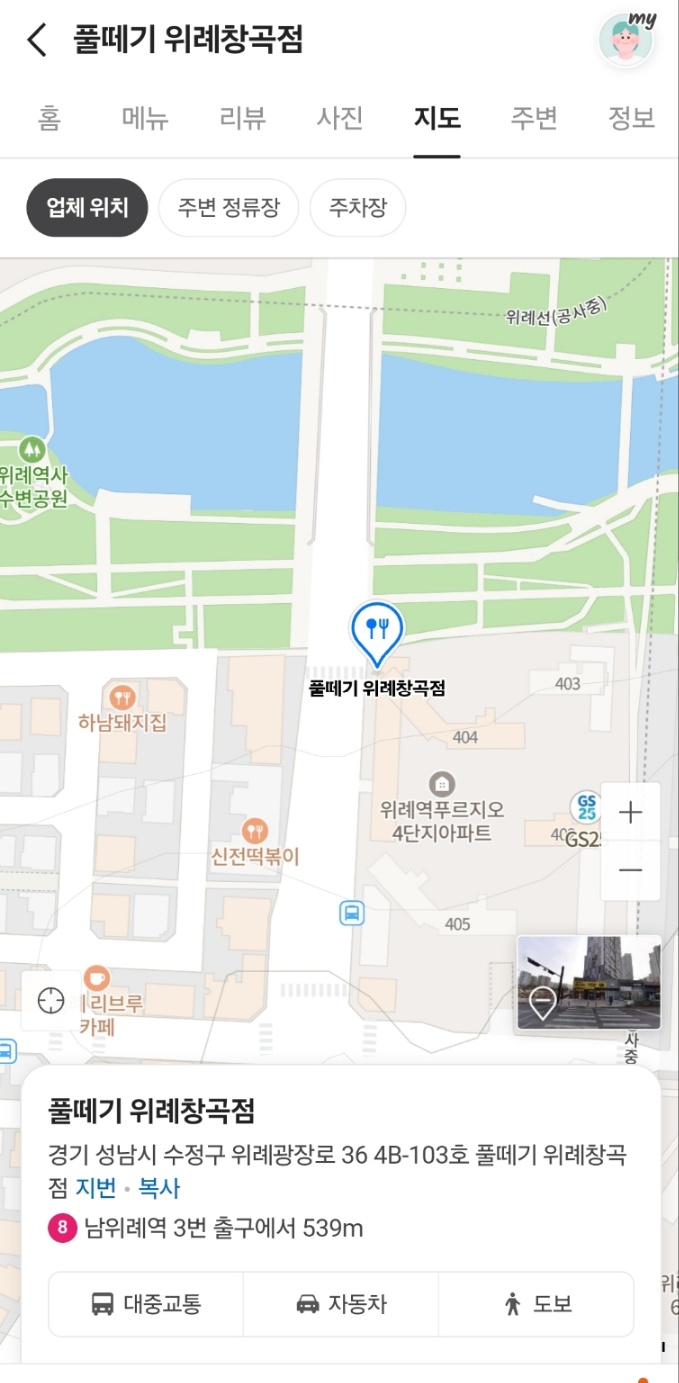 풀떼기 위례창곡점
my
홈 메뉴 리뷰 사진 지도 주변 정보
업체 위치 주변 정류장 주차장
위례선(공사중)
위례역사
수변공원
풀떼기 위례창곡점
403
하남돼지집
404
위례역푸르지오
4단지아파트
GS
25
GS25
신전떡볶이
405
리브루
카페
사
중
풀떼기 위례창곡점
경기 성남시 수정구 위례광장로 36 4B-103호 풀떼기 위례창곡
점 지번 • 복사
8 남위례역 3번 출구에서 539m
대중교통 자동차 도보